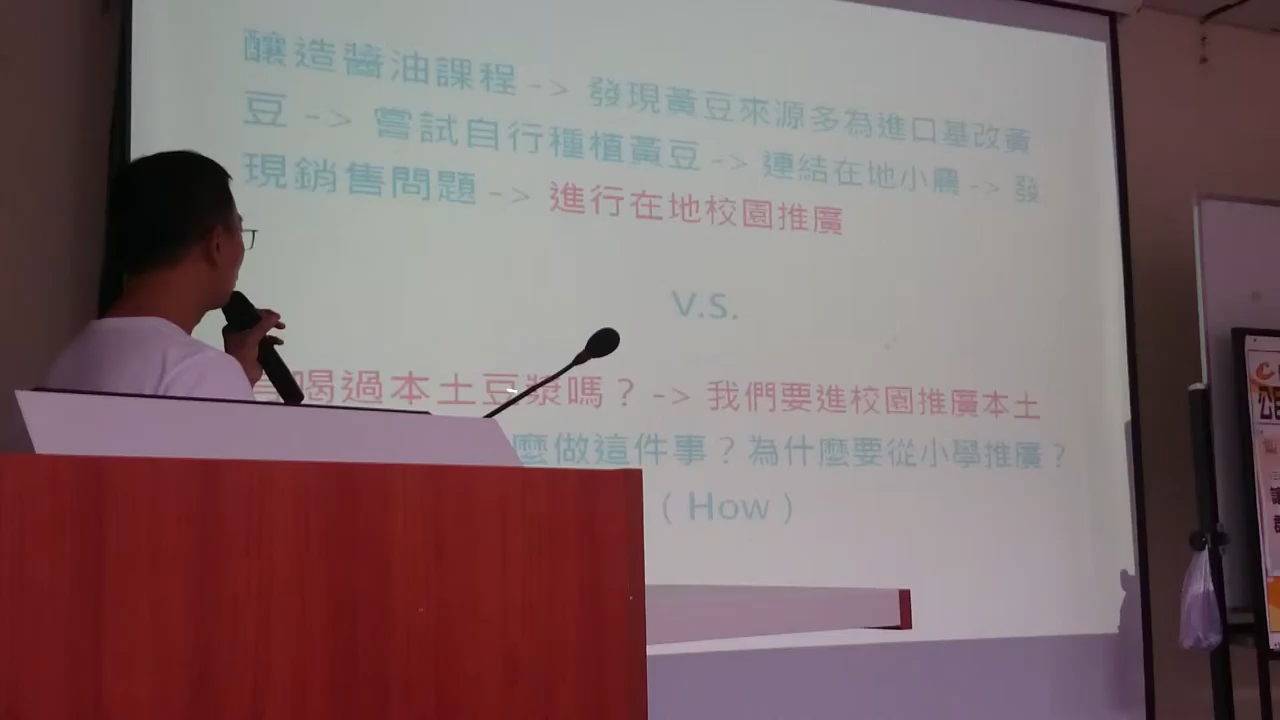 釀造醬油課程 -> 發現黃豆來源多為進口基改黃
豆 -> 嘗試自行種植黃豆 -> 連結在地小農 -> 發
現銷售問題 -> 進行在地校園推廣
V.S.
喝過本土豆漿嗎？ -> 我們要進校園推廣本土
麼做這件事？為什麼要從小學推廣？
（How）